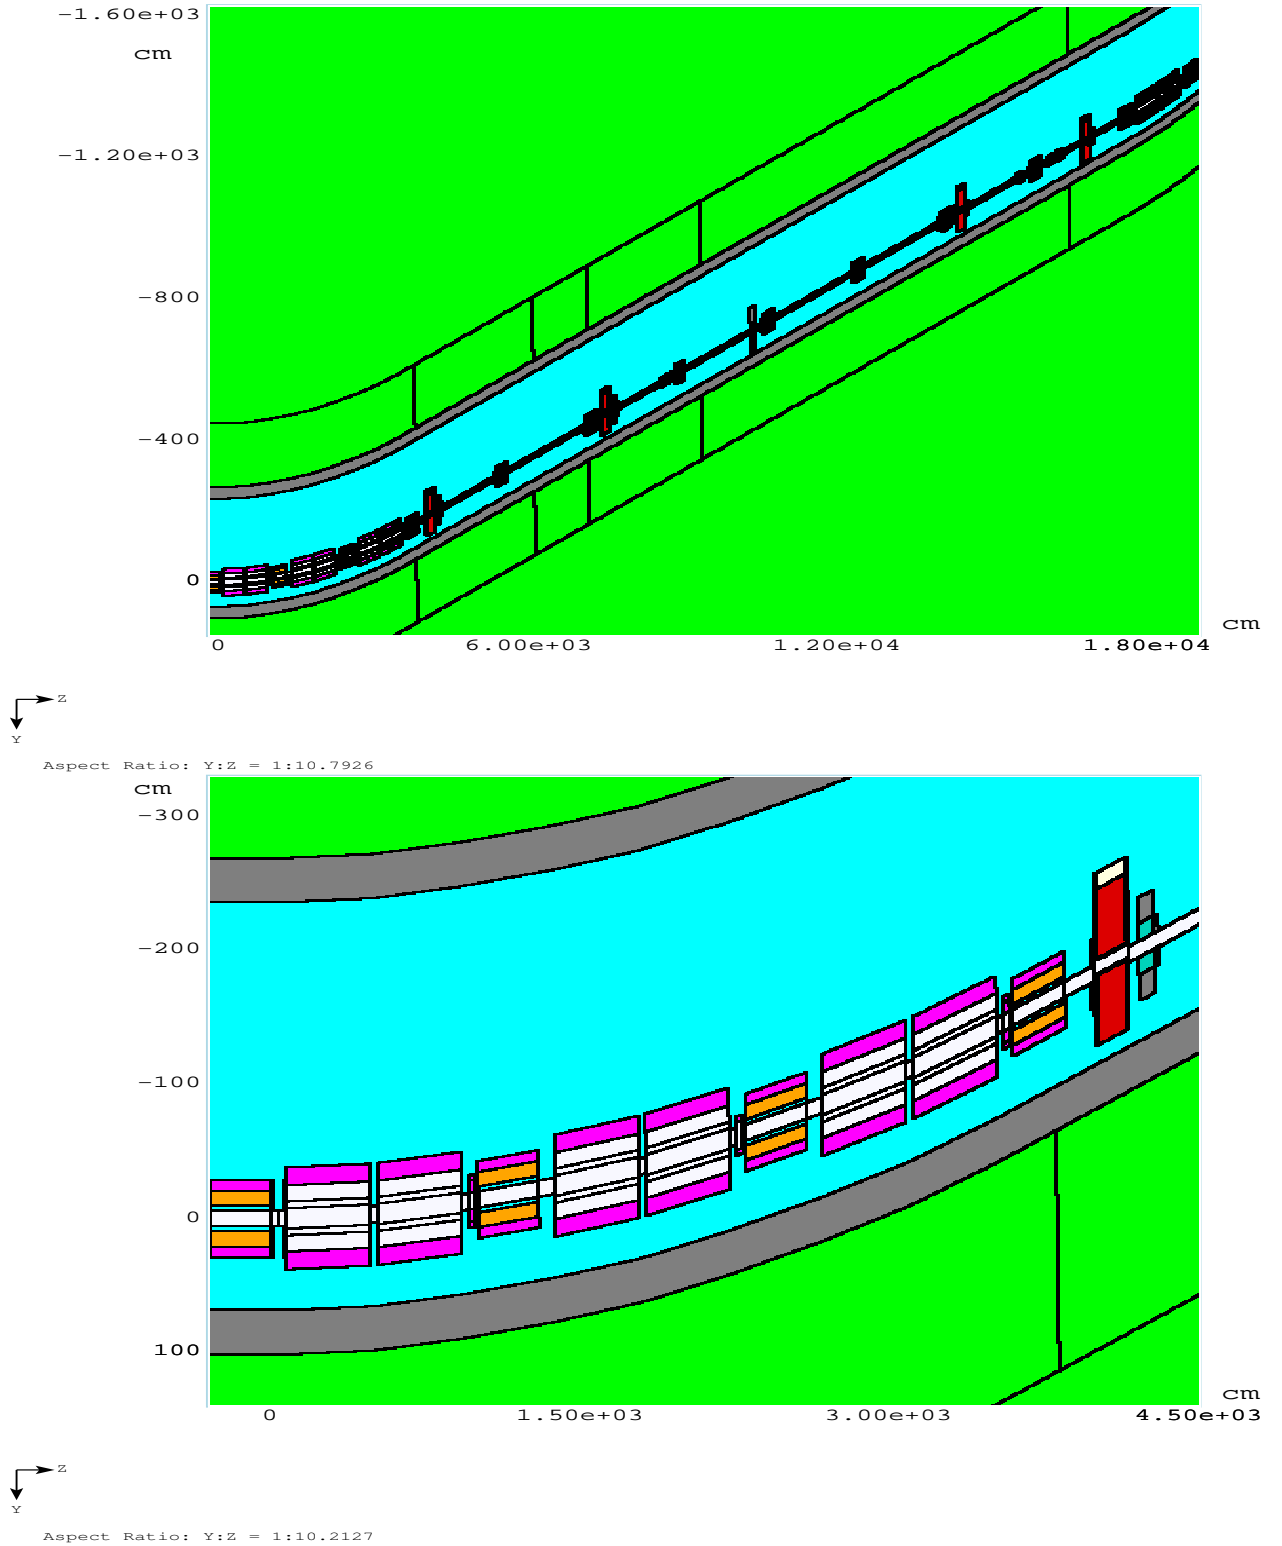 -1.60e+03
cm
-1.20e+03
-800
-400
0
cm
0 6.00e+03 1.20e+04 1.80e+04
Z
Y
Aspect Ratio: Y:Z = 1:10.7926
cm
-300
-200
-100
0
100
cm
0 1.50e+03 3.00e+03 4.50e+03
Z
Y
Aspect Ratio: Y:Z = 1:10.2127